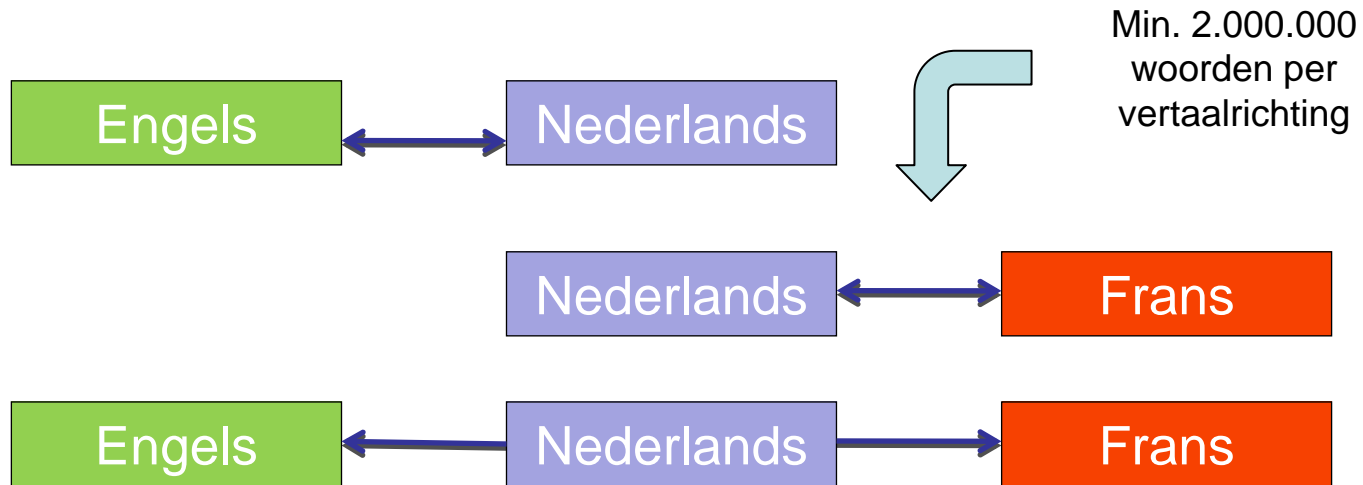 Min. 2.000.000
woorden per
vertaalrichting
Engels
Nederlands
Nederlands
Frans
Engels
Nederlands
Frans